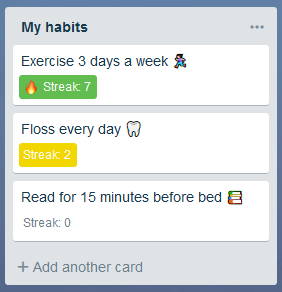 My habits
Exercise 3 days a week
Streak: 7
Floss every day
Streak: 2
Read for 15 minutes before bed
Streak: 0
+ Add another card